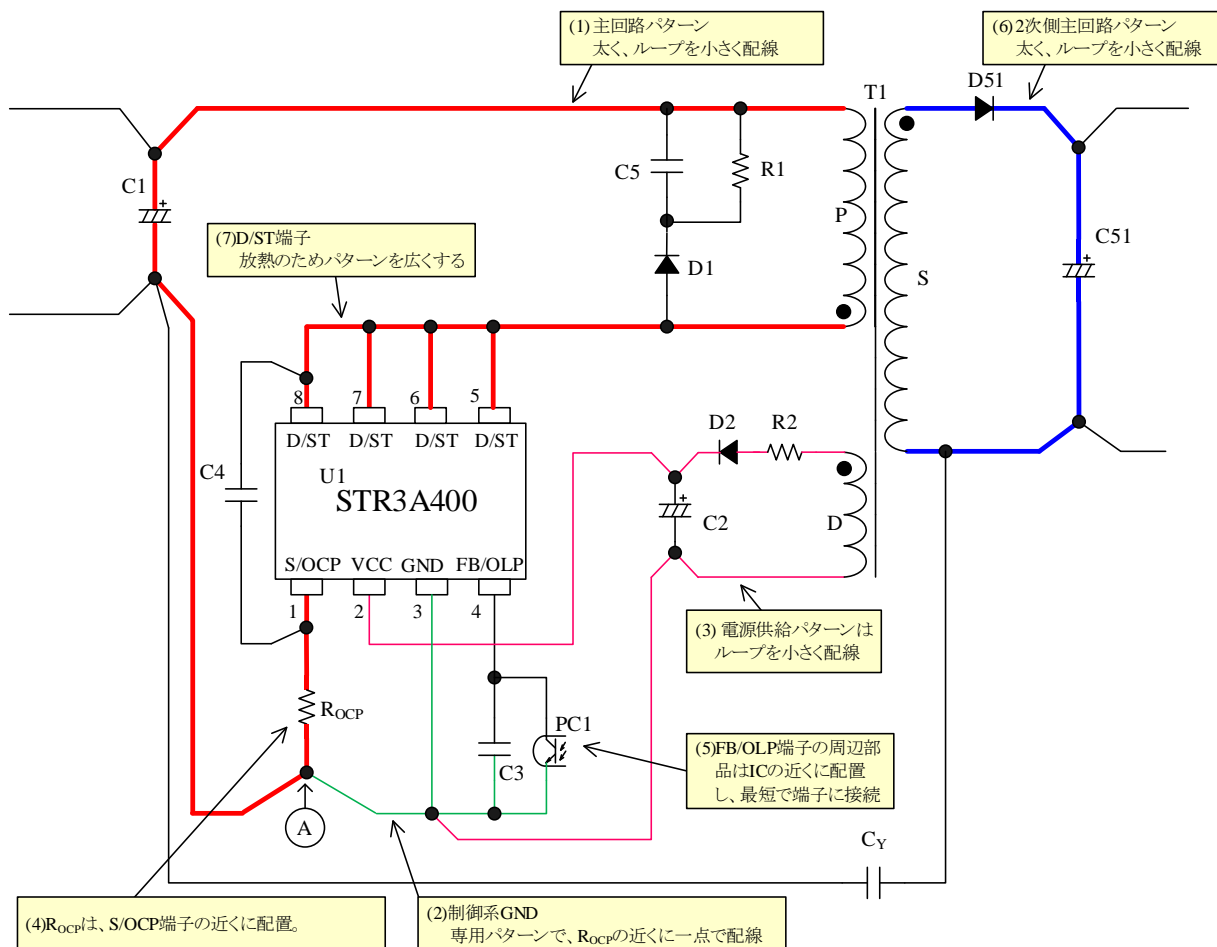 (1)主回路パターン
太く、ループを小さく配線
(6)2次側主回路パターン
太く、ループを小さく配線
D51
T1
C1
C5
R1
P
(7)D/ST端子
放熱のためパターンを広くする
D1
S
C51
8
7
6
5
D/ST
D/ST
D/ST
D/ST
C4
U1
STR3A400
D2
R2
C2
D
S/OCP
VCC
GND
FB/OLP
1
2
3
4
(3) 電源供給パターンは
ループを小さく配線
ROCP
PC1
C3
(5)FB/OLP端子の周辺部
品はICの近くに配置
し、最短で端子に接続
A
CY
(4)ROCPは、S/OCP端子の近くに配置。
(2)制御系GND
専用パターンで、ROCPの近くに一点で配線